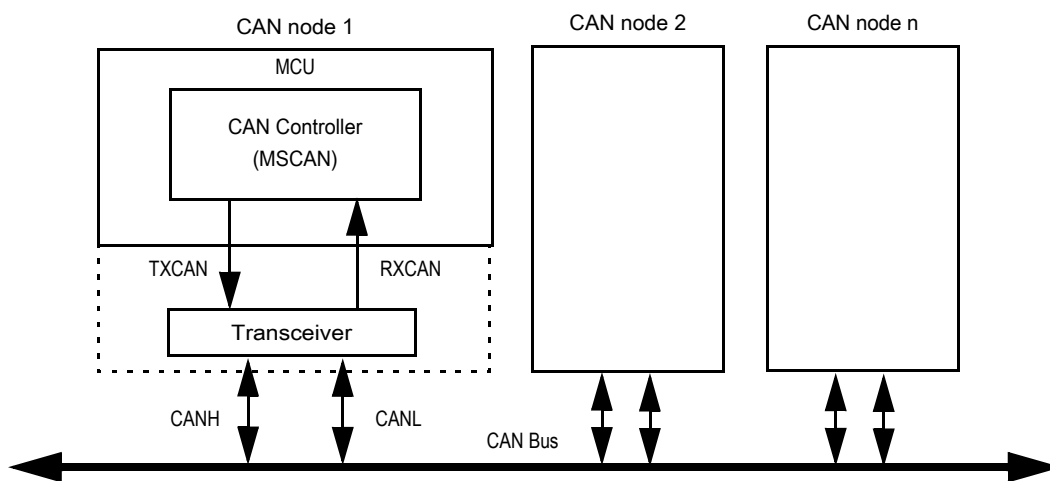 CAN node 1
CAN node 2
CAN node n
MCU
CAN Controller
(MSCAN)
TXCAN
RXCAN
Transceiver
CANH
CANL
CAN Bus